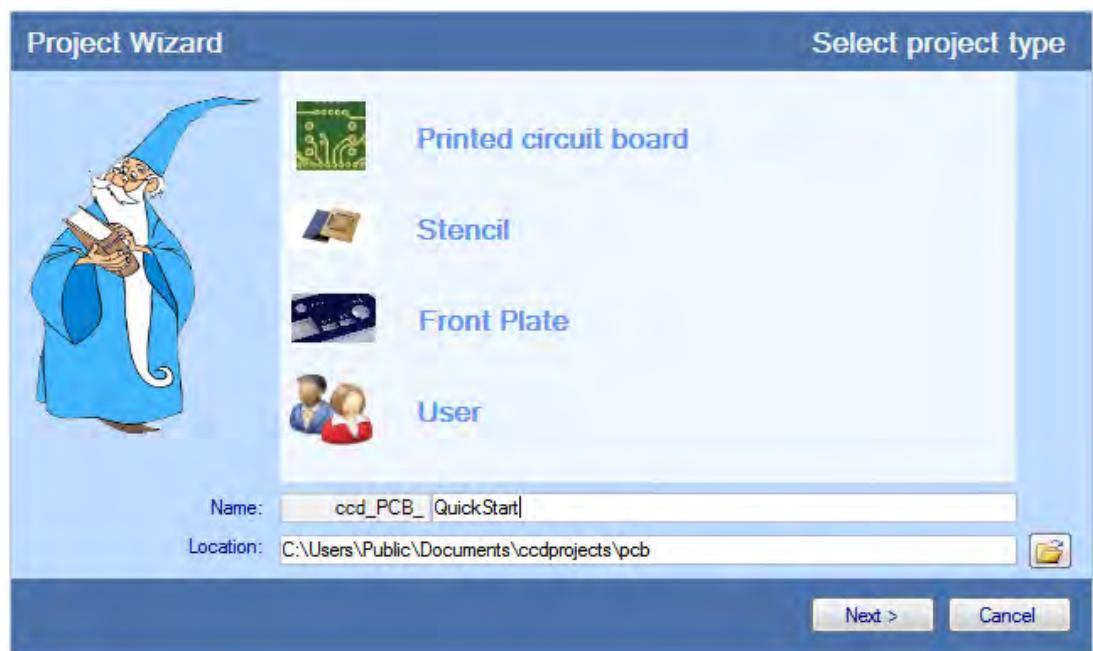 Project Wizard Select project type
Printed circuit board
Stencil
Front Plate
User
Name: ccd_PCB_ QuickStart
Location: C:\Users\Public\Documents\ccdprojects\pcb
Next > Cancel